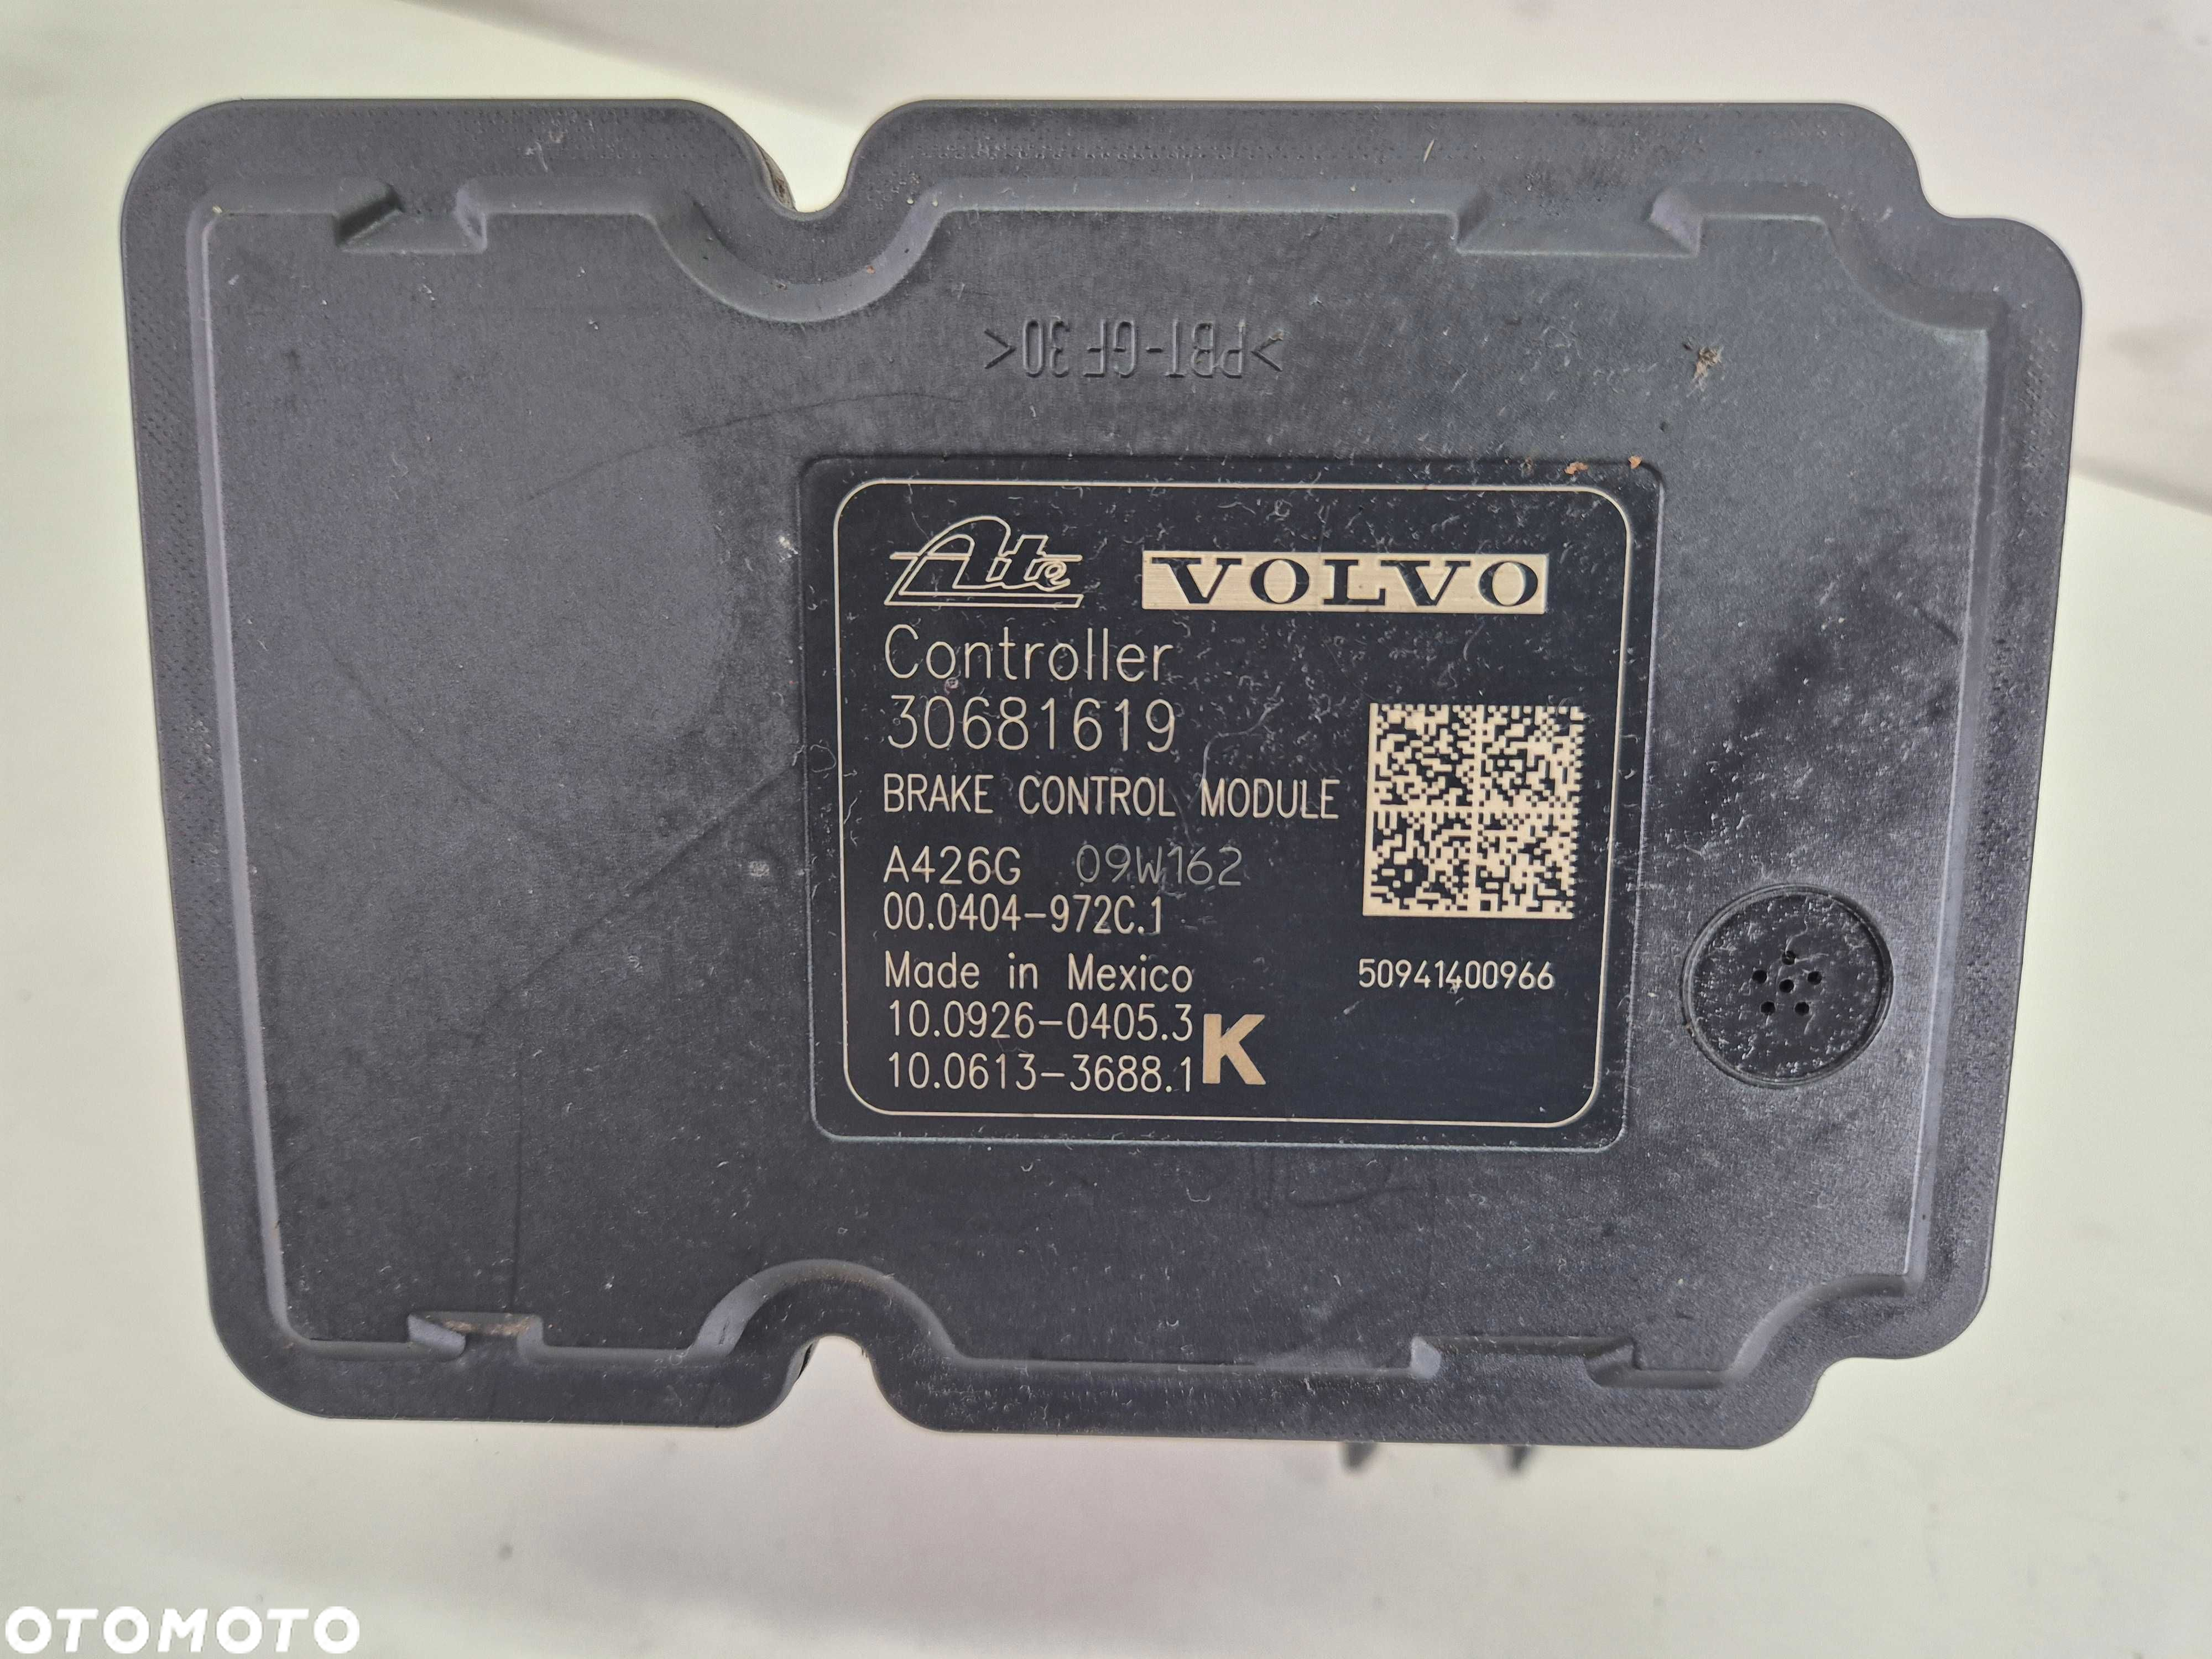 >PBT-GF 30<
Ate VOLVO
Controller
30681619
BRAKE CONTROL MODULE
A426G 09W162
00.0404-972C.1
Made in Mexico 50941400966
10.0926-0405.3
10.0613-3688.1 K
OTOMOTO